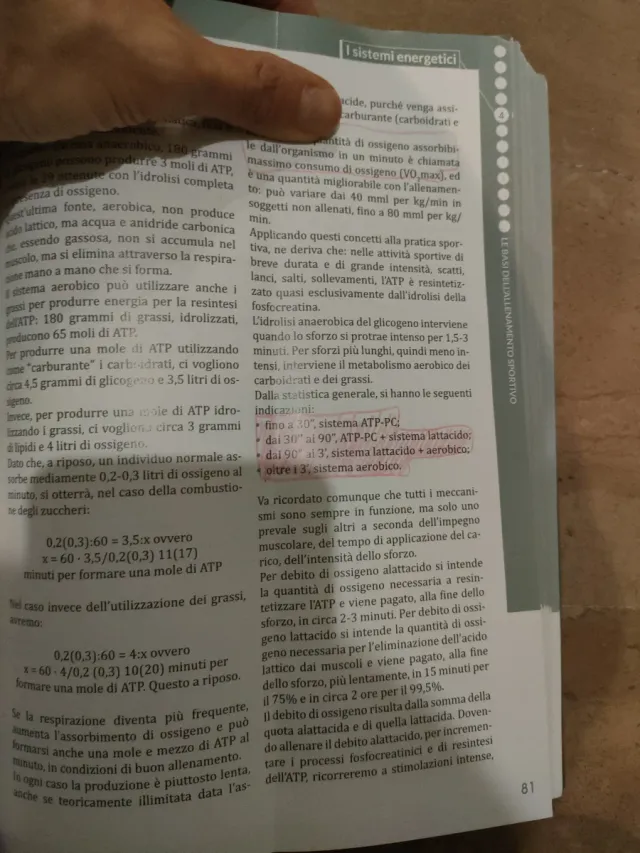 I sistemi energetici
anaerobico, 180 grammi
produrre 3 moli di ATP,
39 ottenute con l'idrolisi completa
di ossigeno.
ultima fonte, aerobica, non produce
lattico, ma acqua e anidride carbonica
essendo gassosa, non si accumula nel
muscolo, ma si elimina attraverso la respira-
mano a mano che si forma.
sistema aerobico può utilizzare anche i
grassi per produrre energia per la resintesi
dell'ATP: 180 grammi di grassi, idrolizzati,
producono 65 moli di ATP.
Per produrre una mole di ATP utilizzando
come "carburante" i carboidrati, ci vogliono
circa 4,5 grammi di glicogeno e 3,5 litri di os-
sigeno.
Invece, per produrre una mole di ATP idro-
lizzando i grassi, ci vogliono circa 3 grammi
di lipidi e 4 litri di ossigeno.
Dato che, a riposo, un individuo normale as-
sorbe mediamente 0,2-0,3 litri di ossigeno al
minuto, si otterrà, nel caso della combustio-
ne degli zuccheri:
0,2(0,3):60 = 3,5:x ovvero
x = 60 · 3,5/0,2(0,3) 11(17)
minuti per formare una mole di ATP
Nel caso invece dell'utilizzazione dei grassi,
avremo:
0,2(0,3):60 = 4:x ovvero
x = 60 · 4/0,2 (0,3) 10(20) minuti per
formare una mole di ATP. Questo a riposo.
Se la respirazione diventa più frequente,
aumenta l'assorbimento di ossigeno e può
formarsi anche una mole e mezzo di ATP al
minuto, in condizioni di buon allenamento.
In ogni caso la produzione è piuttosto lenta,
anche se teoricamente illimitata data l'as-
purché venga assi-
carburante (carboidrati e
di ossigeno assorbibi-
le dall'organismo in un minuto è chiamata
massimo consumo di ossigeno (VO₂max), ed
è una quantità migliorabile con l'allenamen-
to; può variare dai 40 mml per kg/min in
soggetti non allenati, fino a 80 mml per kg/
min.
Applicando questi concetti alla pratica spor-
tiva, ne deriva che: nelle attività sportive di
breve durata e di grande intensità, scatti,
lanci, salti, sollevamenti, l'ATP è resintetiz-
zato quasi esclusivamente dall'idrolisi della
fosfocreatina.
L'idrolisi anaerobica del glicogeno interviene
quando lo sforzo si protrae intenso per 1,5-3
minuti. Per sforzi più lunghi, quindi meno in-
tensi, interviene il metabolismo aerobico dei
carboidrati e dei grassi.
Dalla statistica generale, si hanno le seguenti
indicazioni:
• fino a 30", sistema ATP-PC;
• dai 30" ai 90", ATP-PC + sistema lattacido;
• dai 90" ai 3', sistema lattacido + aerobico;
• oltre i 3', sistema aerobico.
Va ricordato comunque che tutti i meccani-
smi sono sempre in funzione, ma solo uno
prevale sugli altri a seconda dell'impegno
muscolare, del tempo di applicazione del ca-
rico, dell'intensità dello sforzo.
Per debito di ossigeno alattacido si intende
la quantità di ossigeno necessaria a resin-
tetizzare l'ATP e viene pagato, alla fine dello
sforzo, in circa 2-3 minuti. Per debito di ossi-
geno lattacido si intende la quantità di ossi-
geno necessaria per l'eliminazione dell'acido
lattico dai muscoli e viene pagato, alla fine
dello sforzo, più lentamente, in 15 minuti per
il 75% e in circa 2 ore per il 99,5%.
Il debito di ossigeno risulta dalla somma della
quota alattacida e di quella lattacida. Doven-
do allenare il debito alattacido, per incremen-
tare i processi fosfocreatinici e di resintesi
dell'ATP, ricorreremo a stimolazioni intense,
4
LE BASI DELL'ALLENAMENTO SPORTIVO
81